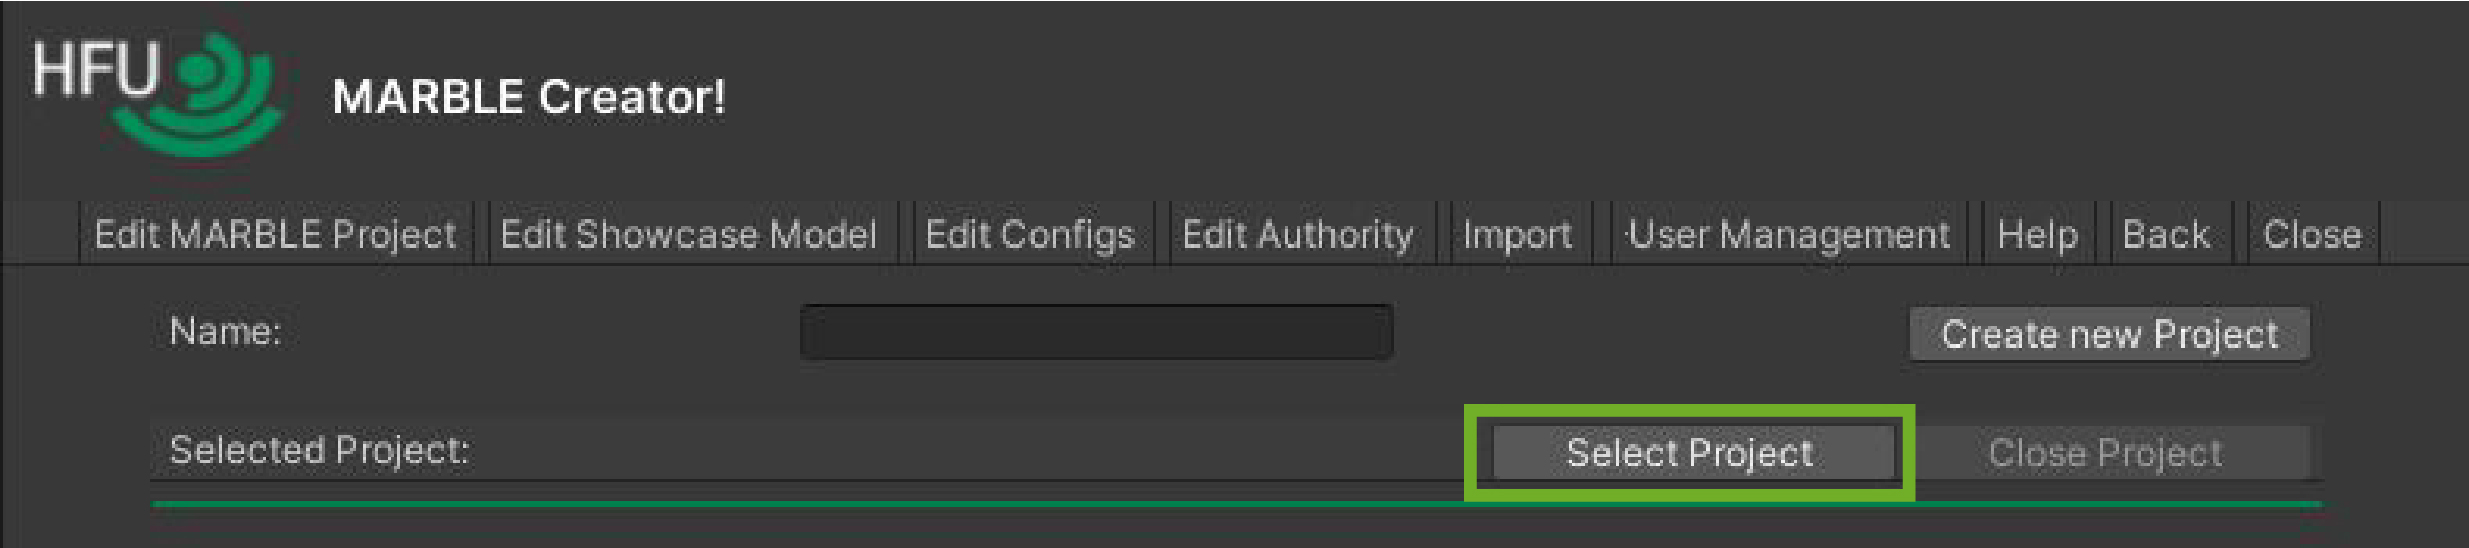 HFU
MARBLE Creator!
Edit MARBLE Project Edit Showcase Model Edit Configs Edit Authority Import User Management Help Back Close
Name: Create new Project
Selected Project: Select Project Close Project